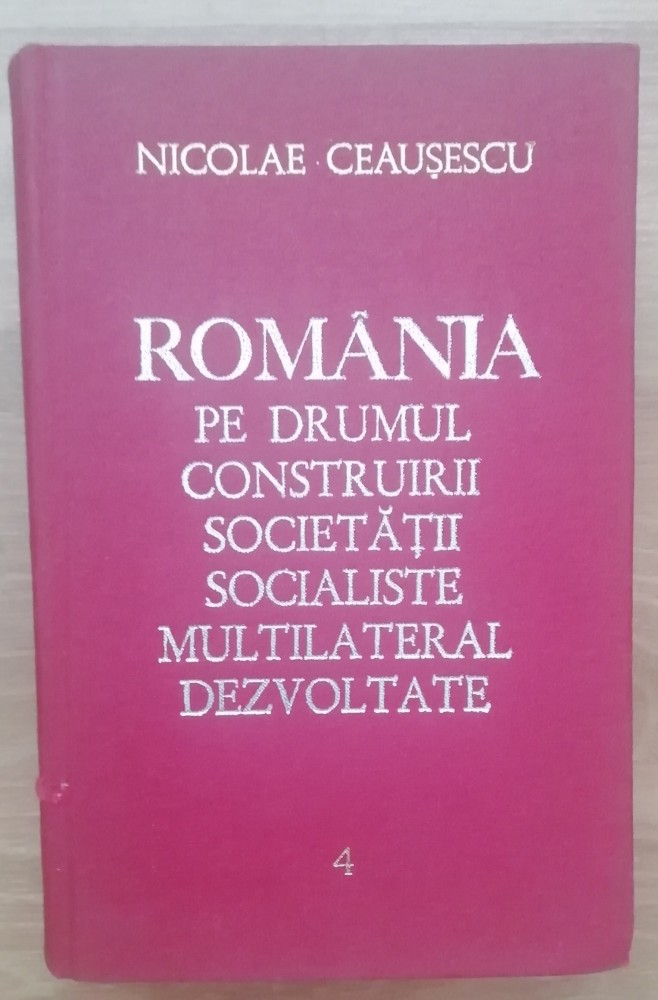 NICOLAE CEAUȘESCU
ROMÂNIA
PE DRUMUL
CONSTRUIRII
SOCIETĂȚII
SOCIALISTE
MULTILATERAL
DEZVOLTATE
4